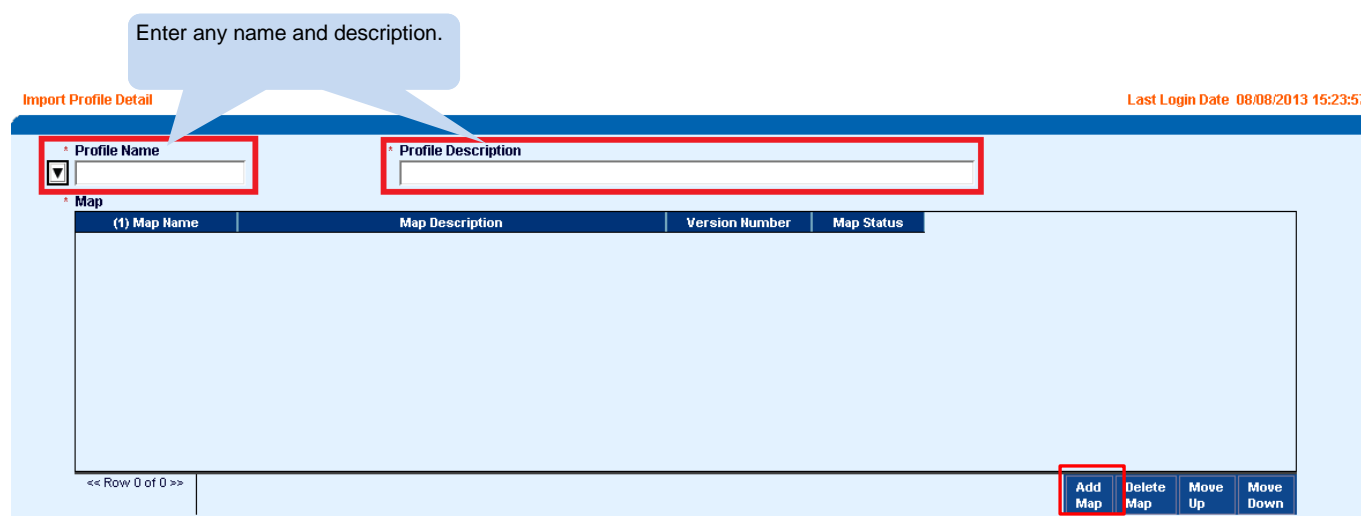 Enter any name and description.
Import Profile Detail
Last Login Date 08/08/2013 15:23:57
* Profile Name
* Profile Description
* Map
(1) Map Name Map Description Version Number Map Status
<< Row 0 of 0 >>
Add Map Delete Map Move Up Move Down